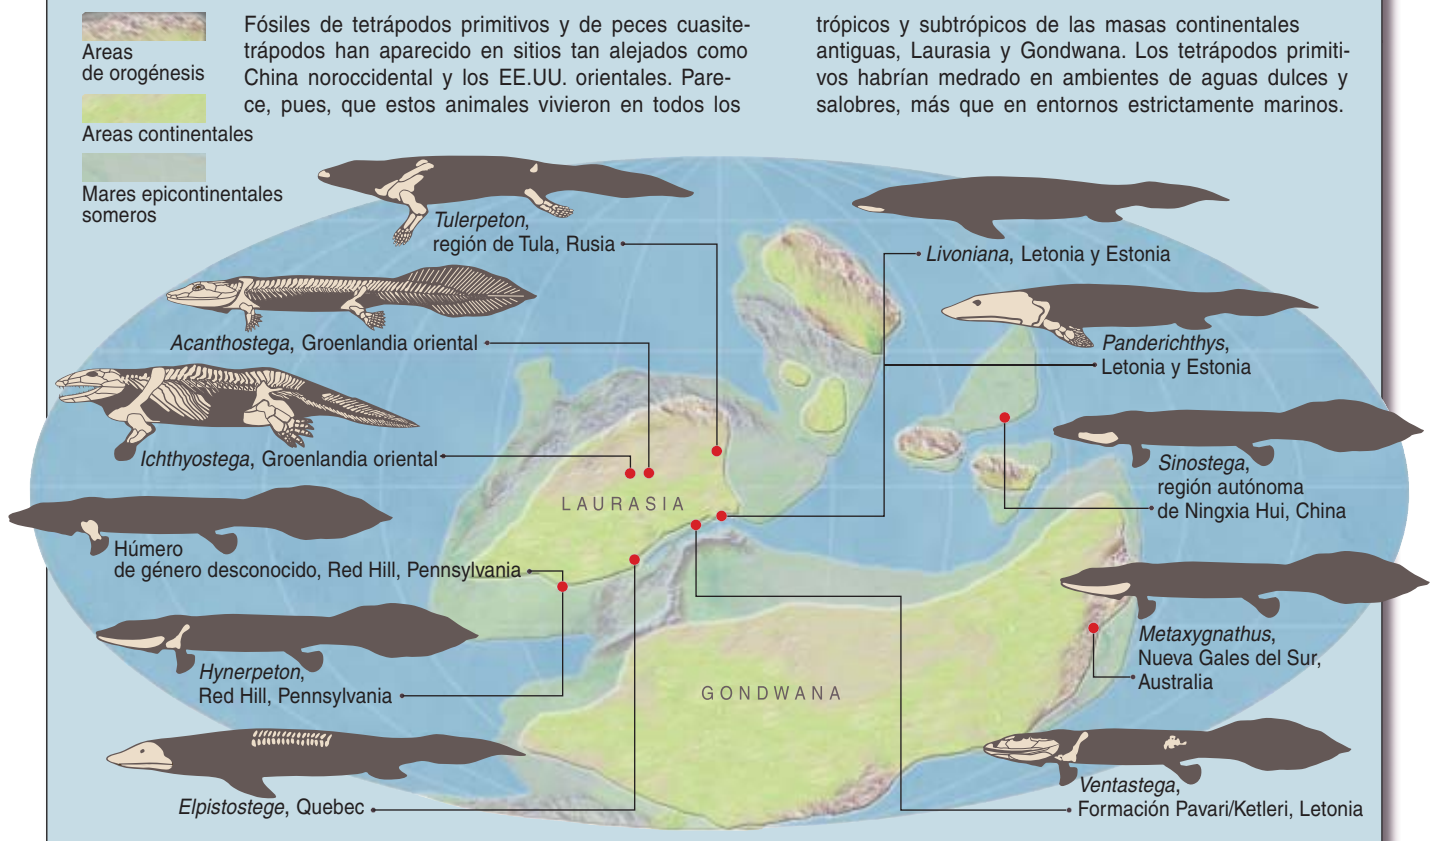 Areas
de orogénesis
Areas continentales
Mares epicontinentales
someros
Fósiles de tetrápodos primitivos y de peces cuasite-
trápodos han aparecido en sitios tan alejados como
China noroccidental y los EE.UU. orientales. Pare-
ce, pues, que estos animales vivieron en todos los
trópicos y subtrópicos de las masas continentales
antiguas, Laurasia y Gondwana. Los tetrápodos primiti-
vos habrían medrado en ambientes de aguas dulces y
salobres, más que en entornos estrictamente marinos.
Tulerpeton,
región de Tula, Rusia
Livoniana, Letonia y Estonia
Acanthostega, Groenlandia oriental
Panderichthys,
Letonia y Estonia
Ichthyostega, Groenlandia oriental
Sinostega,
región autónoma
de Ningxia Hui, China
LAURASIA
Húmero
de género desconocido, Red Hill, Pennsylvania
Metaxygnathus,
Nueva Gales del Sur,
Australia
Hynerpeton,
Red Hill, Pennsylvania
GONDWANA
Elpistostege, Quebec
Ventastega,
Formación Pavari/Ketleri, Letonia